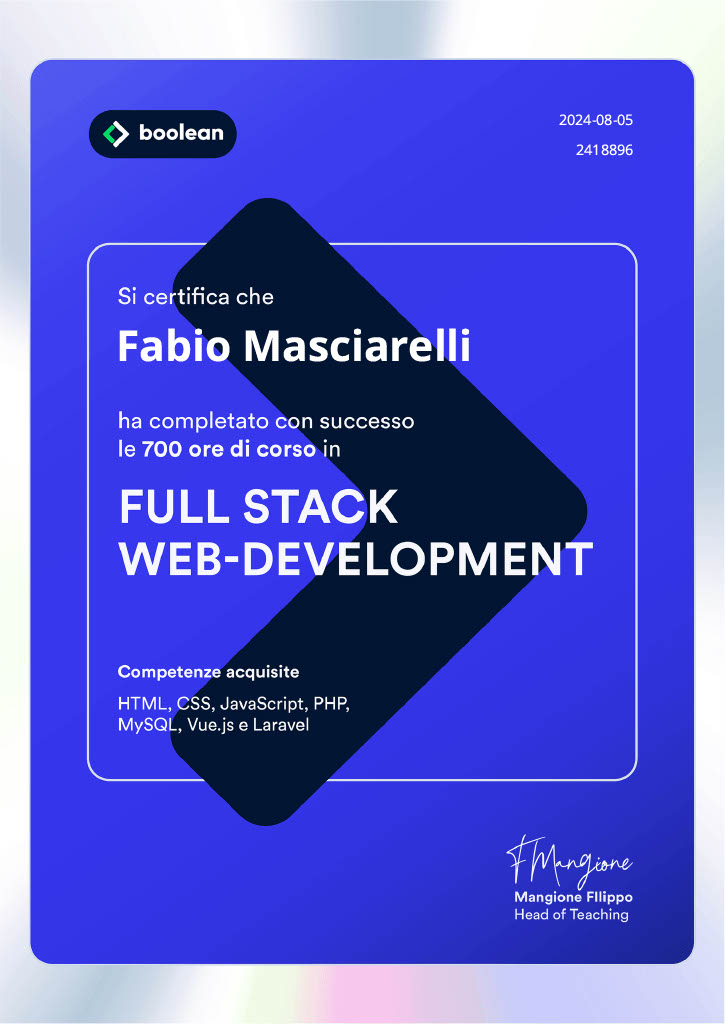 boolean
2024-08-05
2418896
Si certifica che
Fabio Masciarelli
ha completato con successo
le 700 ore di corso in
FULL STACK
WEB-DEVELOPMENT
Competenze acquisite
HTML, CSS, JavaScript, PHP,
MySQL, Vue.js e Laravel
F Mangione
Mangione FIlippo
Head of Teaching